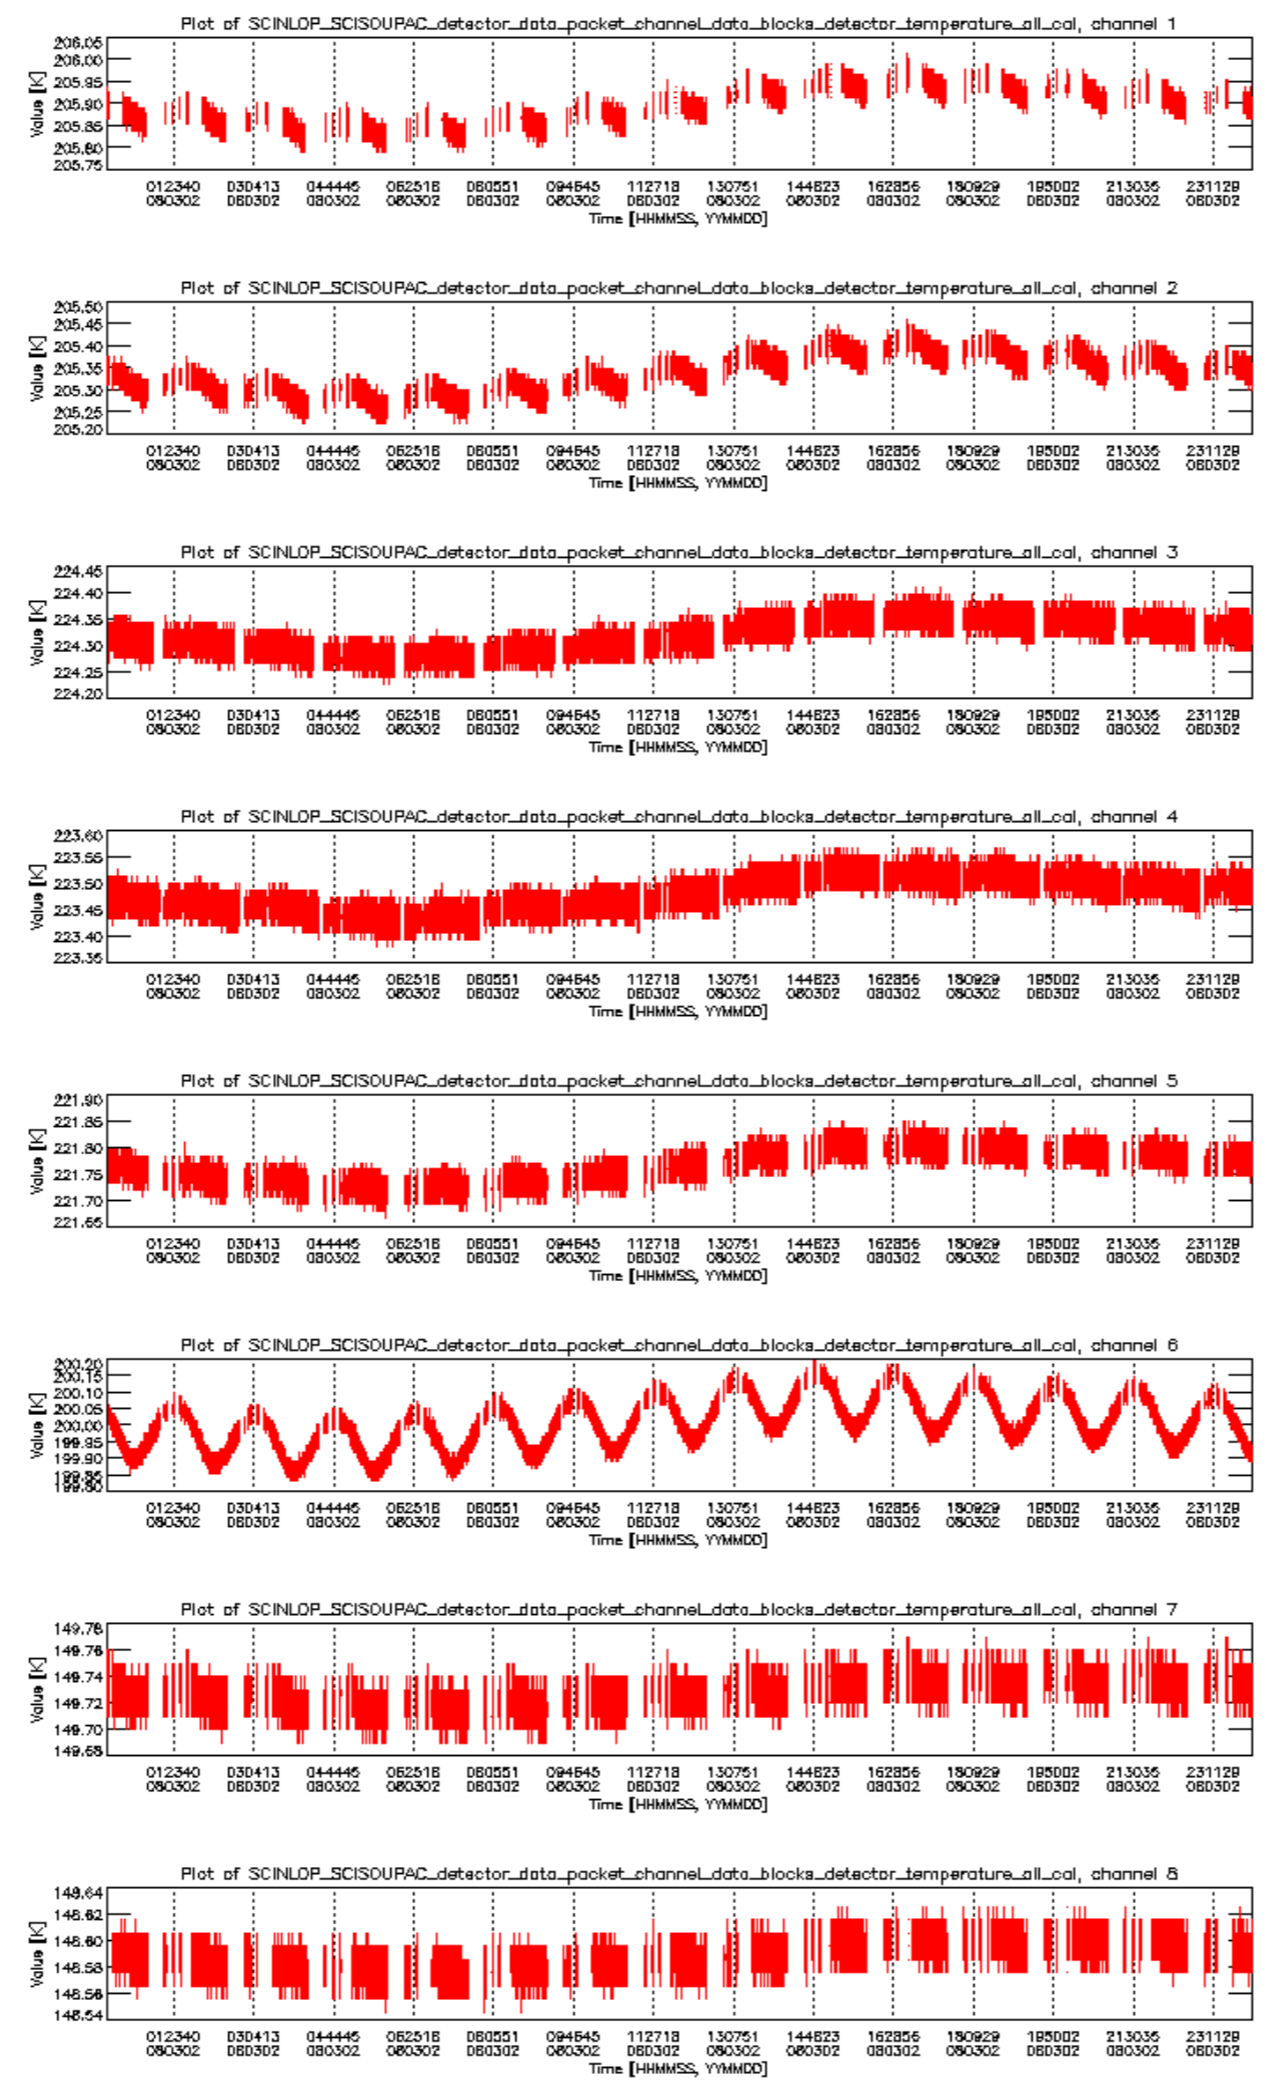 Plot of SCINLOP_SCISOUPAC_detector_data_packet_channel_data_blocks_detector_temperature_all_cal, channel 1
Value [K]
206.05
206.00
205.95
205.90
205.85
205.80
205.75
012340 030413 044445 062518 080551 094645 112718 130751 144823 162856 180929 195002 213035 231129
080302 080302 080302 080302 080302 080302 080302 080302 080302 080302 080302 080302 080302 080302
Time [HHMMSS, YYMMDD]
Plot of SCINLOP_SCISOUPAC_detector_data_packet_channel_data_blocks_detector_temperature_all_cal, channel 2
Value [K]
205.50
205.45
205.40
205.35
205.30
205.25
205.20
012340 030413 044445 062518 080551 094645 112718 130751 144823 162856 180929 195002 213035 231129
080302 080302 080302 080302 080302 080302 080302 080302 080302 080302 080302 080302 080302 080302
Time [HHMMSS, YYMMDD]
Plot of SCINLOP_SCISOUPAC_detector_data_packet_channel_data_blocks_detector_temperature_all_cal, channel 3
Value [K]
224.45
224.40
224.35
224.30
224.25
224.20
012340 030413 044445 062518 080551 094645 112718 130751 144823 162856 180929 195002 213035 231129
080302 080302 080302 080302 080302 080302 080302 080302 080302 080302 080302 080302 080302 080302
Time [HHMMSS, YYMMDD]
Plot of SCINLOP_SCISOUPAC_detector_data_packet_channel_data_blocks_detector_temperature_all_cal, channel 4
Value [K]
223.60
223.55
223.50
223.45
223.40
223.35
012340 030413 044445 062518 080551 094645 112718 130751 144823 162856 180929 195002 213035 231129
080302 080302 080302 080302 080302 080302 080302 080302 080302 080302 080302 080302 080302 080302
Time [HHMMSS, YYMMDD]
Plot of SCINLOP_SCISOUPAC_detector_data_packet_channel_data_blocks_detector_temperature_all_cal, channel 5
Value [K]
221.90
221.85
221.80
221.75
221.70
221.65
012340 030413 044445 062518 080551 094645 112718 130751 144823 162856 180929 195002 213035 231129
080302 080302 080302 080302 080302 080302 080302 080302 080302 080302 080302 080302 080302 080302
Time [HHMMSS, YYMMDD]
Plot of SCINLOP_SCISOUPAC_detector_data_packet_channel_data_blocks_detector_temperature_all_cal, channel 6
Value [K]
200.20
200.15
200.10
200.05
200.00
199.95
199.90
199.85
199.80
012340 030413 044445 062518 080551 094645 112718 130751 144823 162856 180929 195002 213035 231129
080302 080302 080302 080302 080302 080302 080302 080302 080302 080302 080302 080302 080302 080302
Time [HHMMSS, YYMMDD]
Plot of SCINLOP_SCISOUPAC_detector_data_packet_channel_data_blocks_detector_temperature_all_cal, channel 7
Value [K]
149.78
149.76
149.74
149.72
149.70
149.68
012340 030413 044445 062518 080551 094645 112718 130751 144823 162856 180929 195002 213035 231129
080302 080302 080302 080302 080302 080302 080302 080302 080302 080302 080302 080302 080302 080302
Time [HHMMSS, YYMMDD]
Plot of SCINLOP_SCISOUPAC_detector_data_packet_channel_data_blocks_detector_temperature_all_cal, channel 8
Value [K]
148.64
148.62
148.60
148.58
148.56
148.54
012340 030413 044445 062518 080551 094645 112718 130751 144823 162856 180929 195002 213035 231129
080302 080302 080302 080302 080302 080302 080302 080302 080302 080302 080302 080302 080302 080302
Time [HHMMSS, YYMMDD]